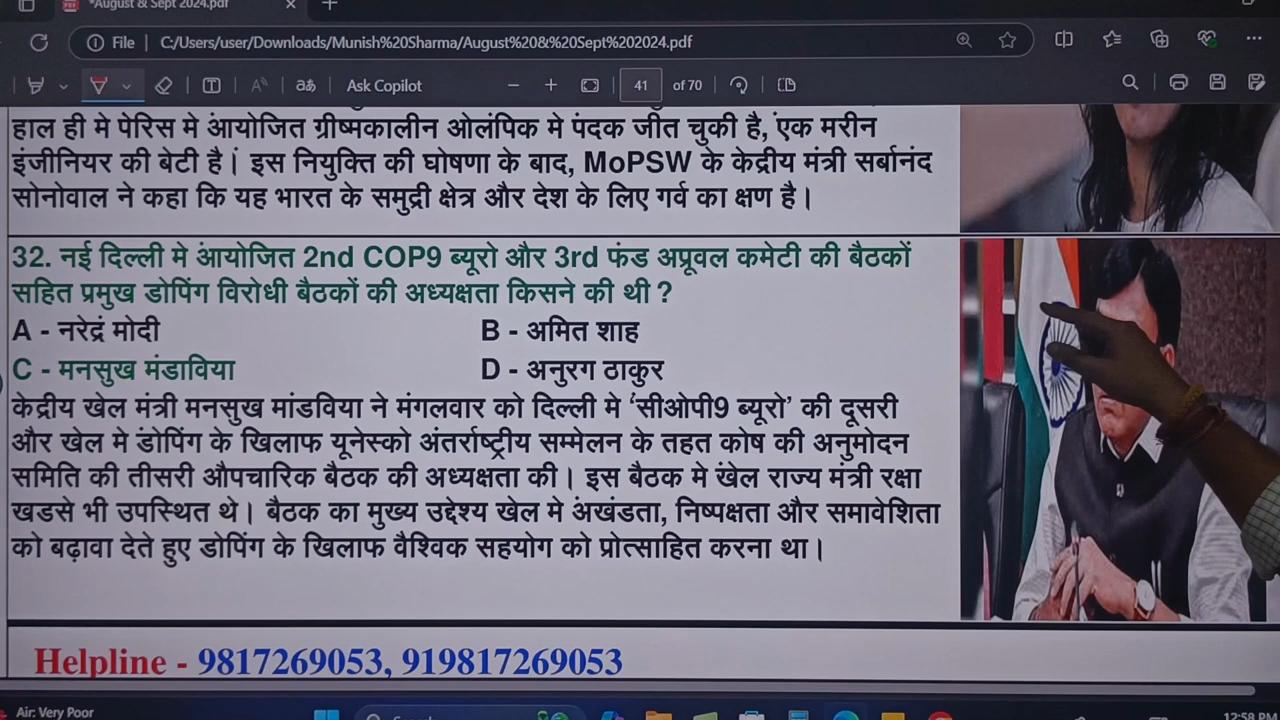 *August & Sept 2024.pdf
File | C:/Users/user/Downloads/Munish%20Sharma/August%20&%20Sept%202024.pdf
Ask Copilot
41 of 70
हाल ही मे पेरिस मे आयोजित ग्रीष्मकालीन ओलंपिक मे पंदक जीत चुकी है, एक मरीन
इंजीनियर की बेटी है। इस नियुक्ति की घोषणा के बाद, MoPSW के केंद्रीय मंत्री सर्बानंद
सोनोवाल ने कहा कि यह भारत के समुद्री क्षेत्र और देश के लिए गर्व का क्षण है।
32. नई दिल्ली मे आयोजित 2nd COP9 ब्यूरो और 3rd फंड अप्रूवल कमेटी की बैठकों
सहित प्रमुख डोपिंग विरोधी बैठकों की अध्यक्षता किसने की थी ?
A - नरेद्रं मोदी
B - अमित शाह
C - मनसुख मंडाविया
D - अनुरग ठाकुर
केद्रीय खेल मंत्री मनसुख मांडविया ने मंगलवार को दिल्ली मे 'सीओपी9 ब्यूरो' की दूसरी
और खेल मे डोपिंग के खिलाफ यूनेस्को अंतर्राष्ट्रीय सम्मेलन के तहत कोष की अनुमोदन
समिति की तीसरी औपचारिक बैठक की अध्यक्षता की। इस बैठक मे खेल राज्य मंत्री रक्षा
खडसे भी उपस्थित थे। बैठक का मुख्य उद्देश्य खेल मे अखंडता, निष्पक्षता और समावेशिता
को बढ़ावा देते हुए डोपिंग के खिलाफ वैश्विक सहयोग को प्रोत्साहित करना था।
Helpline - 9817269053, 919817269053
Air: Very Poor
12:58 PM